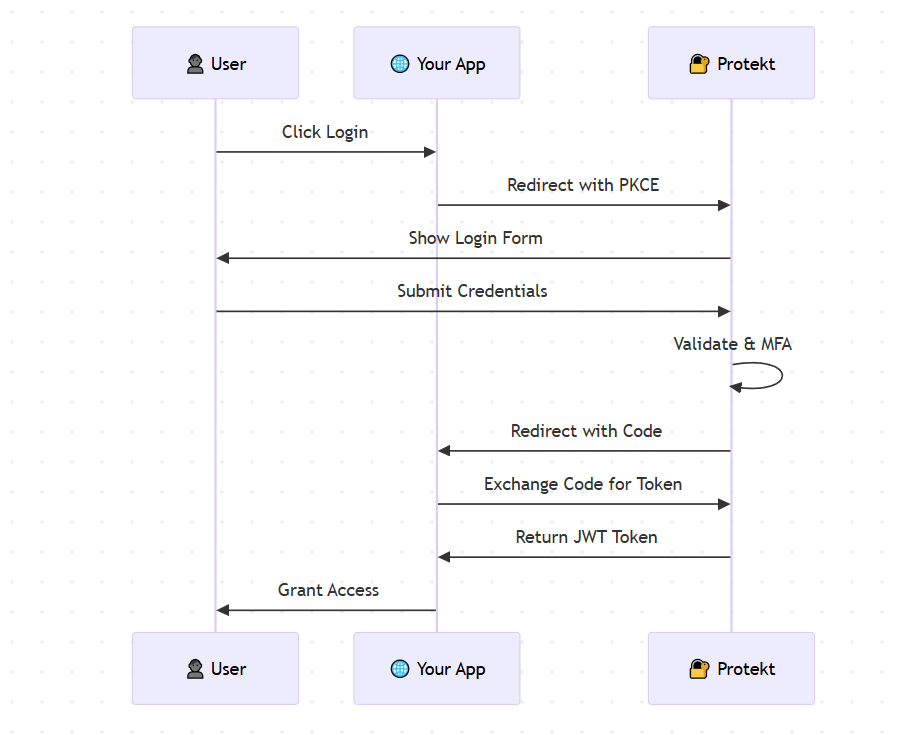 User
Your App
Protekt
Click Login
Redirect with PKCE
Show Login Form
Submit Credentials
Validate & MFA
Redirect with Code
Exchange Code for Token
Return JWT Token
Grant Access
User
Your App
Protekt